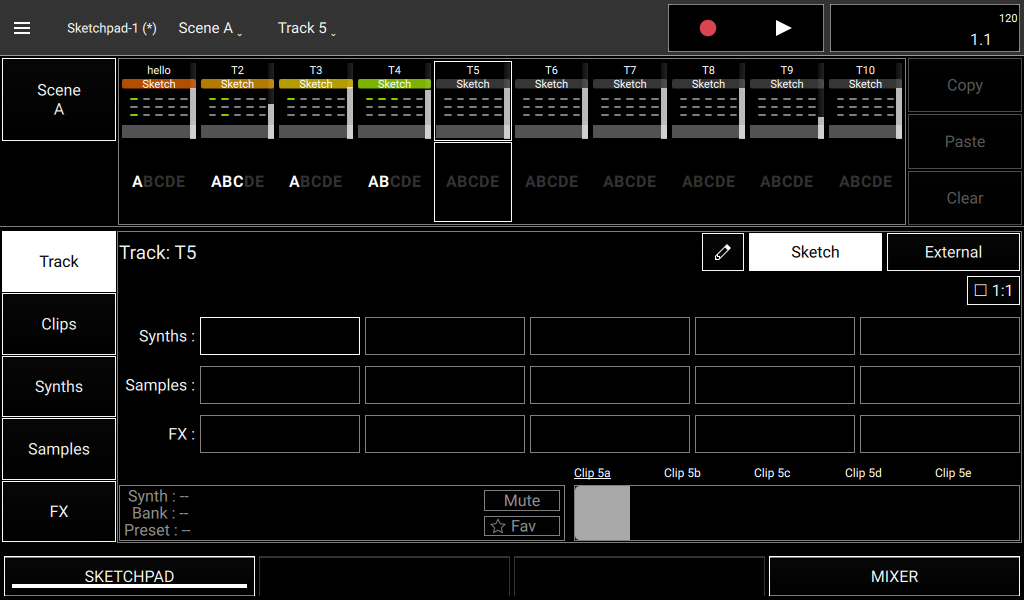 Sketchpad-1 (*) Scene A Track 5 120
1.1
hello T2 T3 T4 T5 T6 T7 T8 T9 T10
Sketch Sketch Sketch Sketch Sketch Sketch Sketch Sketch Sketch Sketch
Scene
A
Copy
Paste
Clear
ABCDE ABCDE ABCDE ABCDE ABCDE ABCDE ABCDE ABCDE ABCDE ABCDE
Track
Clips
Synths
Samples
FX
Track: T5 Sketch External
1:1
Synths :
Samples :
FX :
Clip 5a Clip 5b Clip 5c Clip 5d Clip 5e
Synth : --
Bank : --
Preset : --
Mute
Fav
SKETCHPAD MIXER